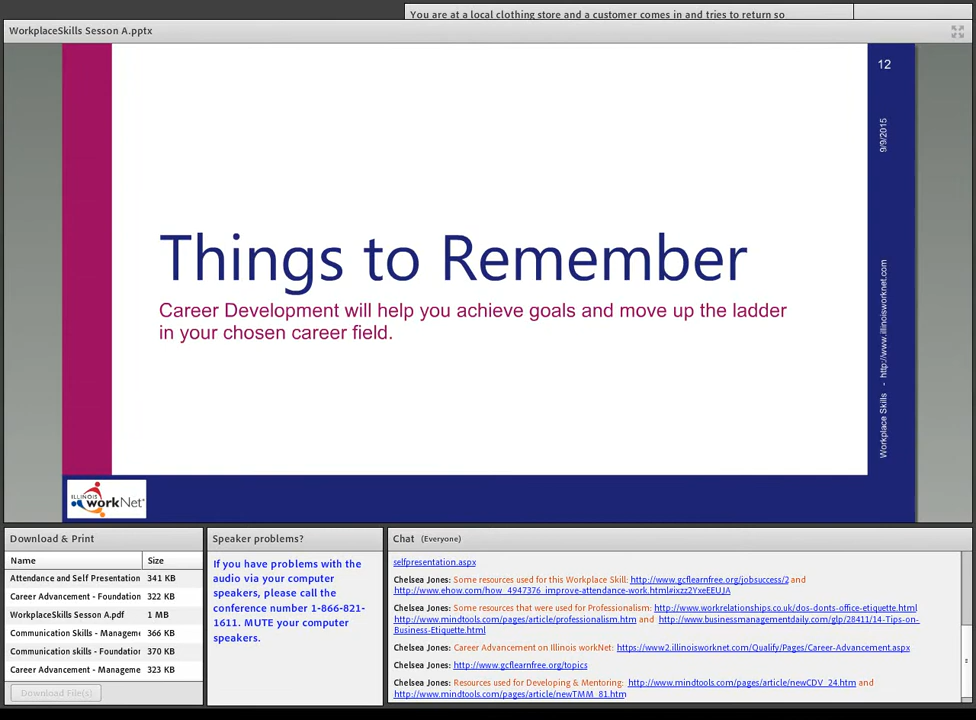 You are at a local clothing store and a customer comes in and tries to return so
WorkplaceSkills Sesson A.pptx
12
9/9/2015
Things to Remember
Career Development will help you achieve goals and move up the ladder
in your chosen career field.
Workplace Skills - http://www.illinoisworknet.com
ILLINOIS
workNet
Download & Print
Name Size
Attendance and Self Presentation 341 KB
Career Advancement - Foundation 322 KB
WorkplaceSkills Sesson A.pdf 1 MB
Communication Skills - Manageme 366 KB
Communication skills - Foundatior 370 KB
Career Advancement - Manageme 323 KB
Download File(s)
Speaker problems?
If you have problems with the
audio via your computer
speakers, please call the
conference number 1-866-821-
1611. MUTE your computer
speakers.
Chat (Everyone)
selfpresentation.aspx
Chelsea Jones: Some resources used for this Workplace Skill: http://www.gcflearnfree.org/jobsuccess/2 and
http://www.ehow.com/how_4947376_improve-attendance-work.html#ixzz2YxeEEUJA
Chelsea Jones: Some resources that were used for Professionalism: http://www.workrelationships.co.uk/dos-donts-office-etiquette.html
http://www.mindtools.com/pages/article/professionalism.htm and http://www.businessmanagementdaily.com/glp/28411/14-Tips-on-
Business-Etiquette.html
Chelsea Jones: Career Advancement on Illinois workNet: https://www2.illinoisworknet.com/Qualify/Pages/Career-Advancement.aspx
Chelsea Jones: http://www.gcflearnfree.org/topics
Chelsea Jones: Resources used for Developing & Mentoring: http://www.mindtools.com/pages/article/newCDV_24.htm and
http://www.mindtools.com/pages/article/newTMM_81.htm